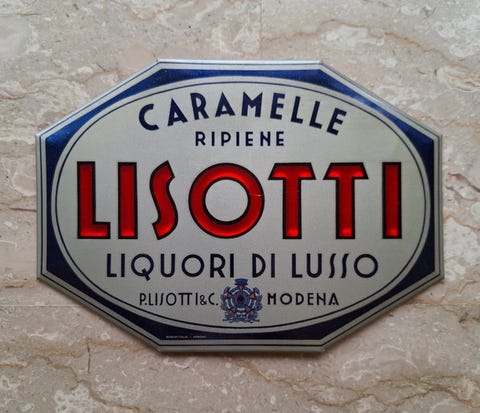 CARAMELLE
RIPIENE
LISOTTI
LIQUORI DI LUSSO
P. LISOTTI & C. MODENA